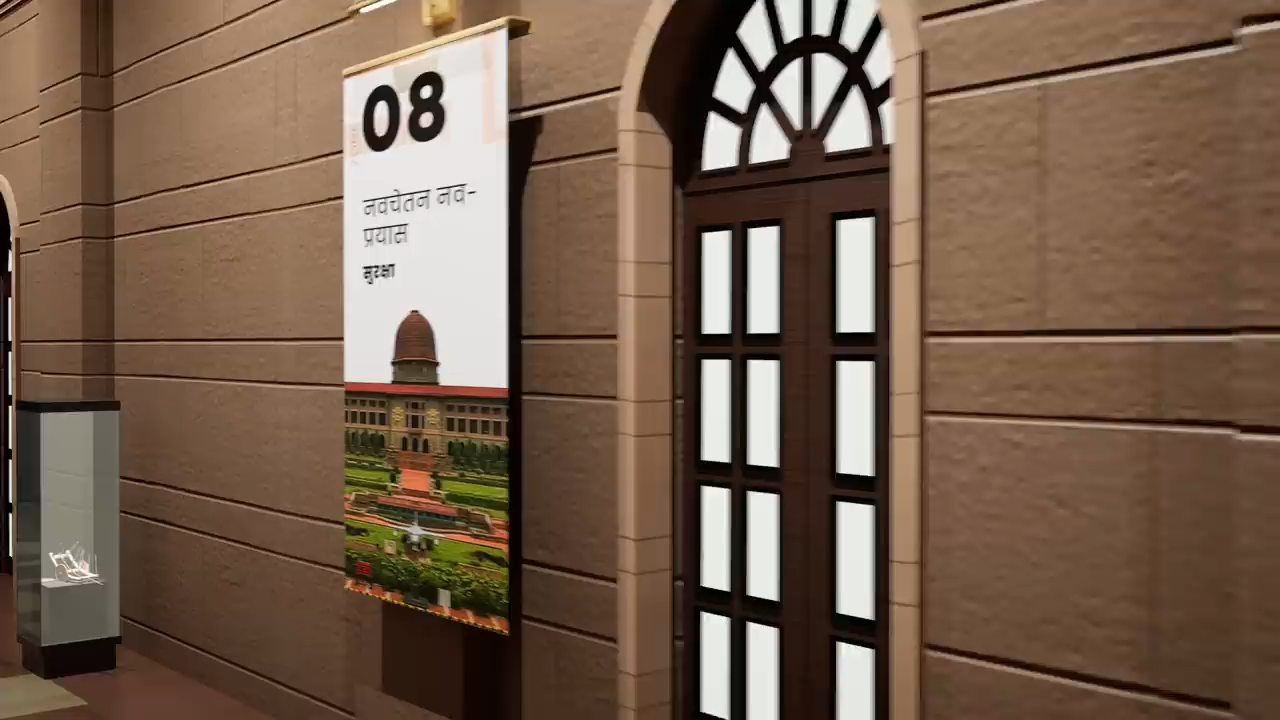 08
नवचेतन नव-
प्रयास
सुरक्षा